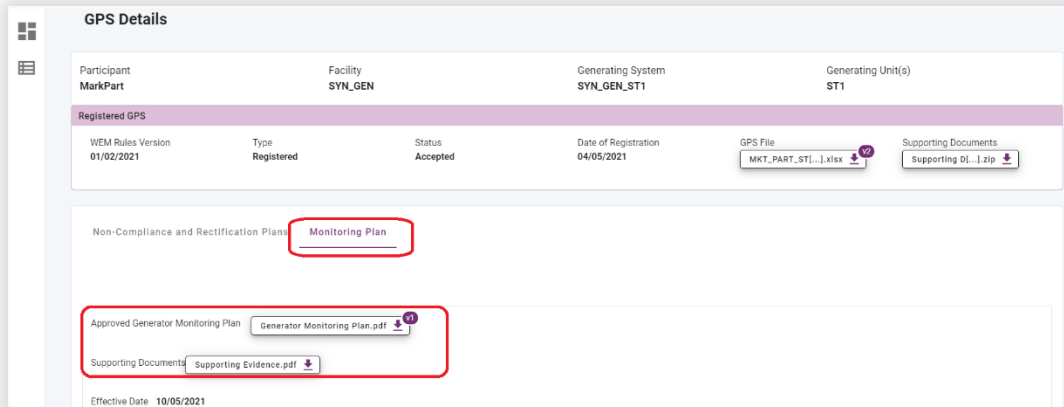 GPS Details
Participant Facility Generating System Generating Unit(s)
MarkPart SYN_GEN SYN_GEN_ST1 ST1
Registered GPS
WEM Rules Version Type Status Date of Registration GPS File Supporting Documents
01/02/2021 Registered Accepted 04/05/2021 MKT_PART_ST[...].xlsx v2 Supporting D[...].zip
Non-Compliance and Rectification Plans Monitoring Plan
Approved Generator Monitoring Plan Generator Monitoring Plan.pdf v1
Supporting Documents Supporting Evidence.pdf
Effective Date 10/05/2021